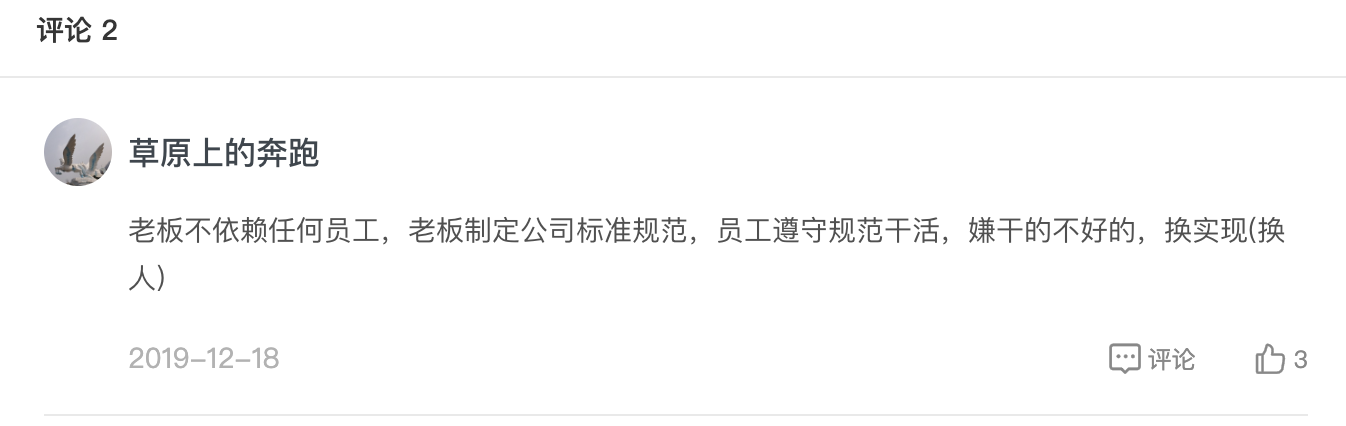 评论 2
草原上的奔跑
老板不依赖任何员工，老板制定公司标准规范，员工遵守规范干活，嫌干的不好的，换实现(换
人)
2019-12-18 评论 3